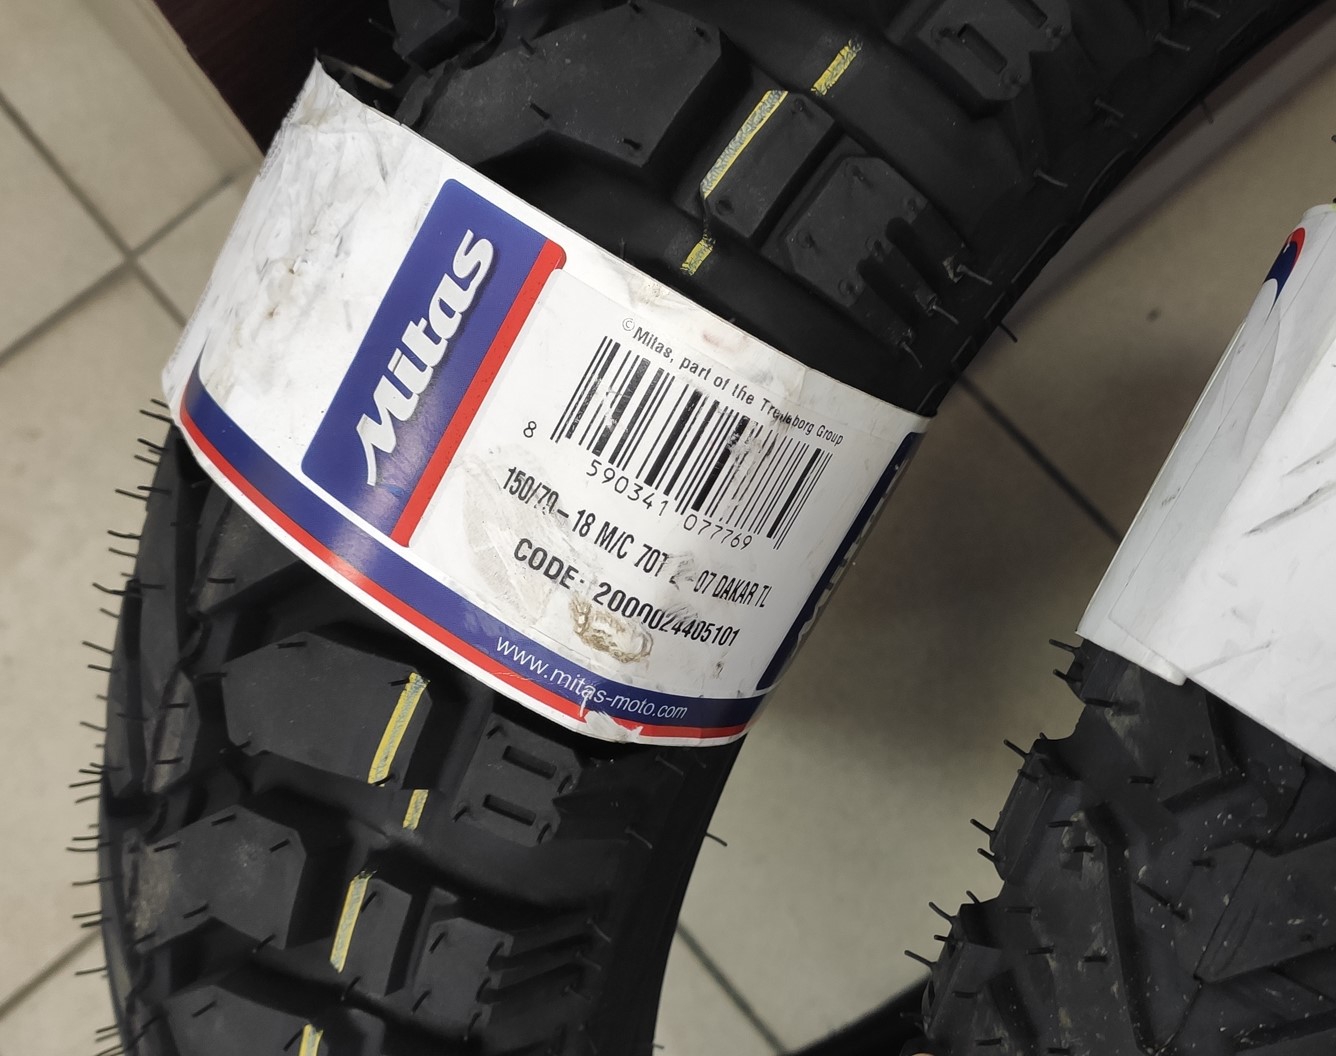 Mitas
©Mitas, part of the Trelleborg Group
8 590341 077769
150/70-18 M/C 70T -07 DAKAR TL
CODE: 2000024405101
www.mitas-moto.com